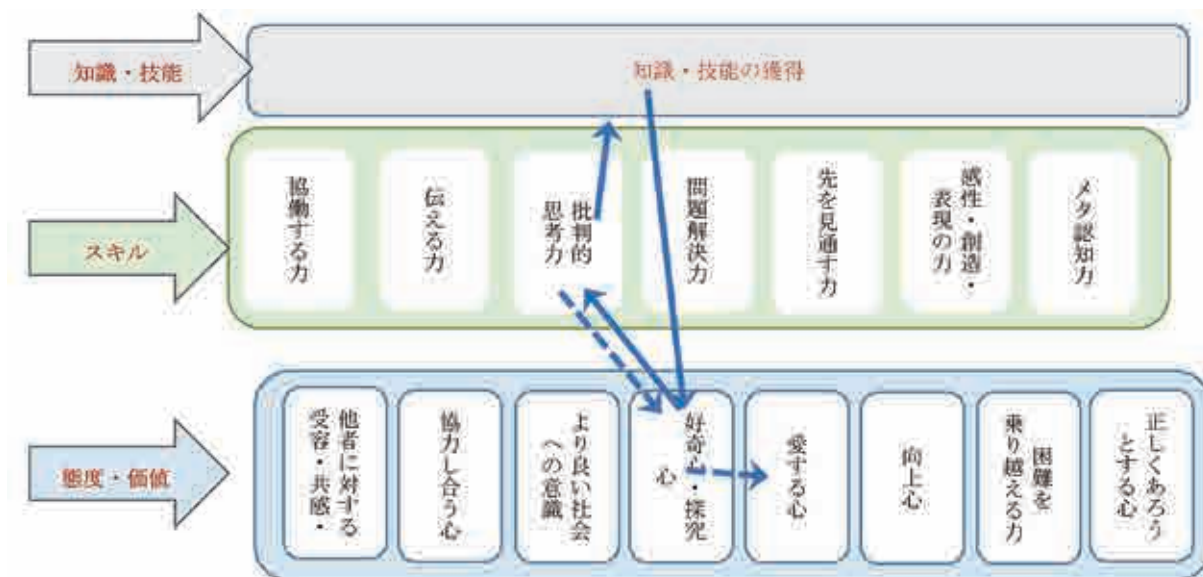 知識・技能
知識・技能の獲得
スキル
協働する力
伝える力
批判的
思考力
問題解決力
先を見通す力
感性・創造・
表現の力
メタ認知力
態度・価値
他者に対する
受容・共感・
協力し合う心
より良い社会
への意識
好奇心・探究
心
愛する心
向上心
困難を
乗り越える力
正しくあろう
とする心